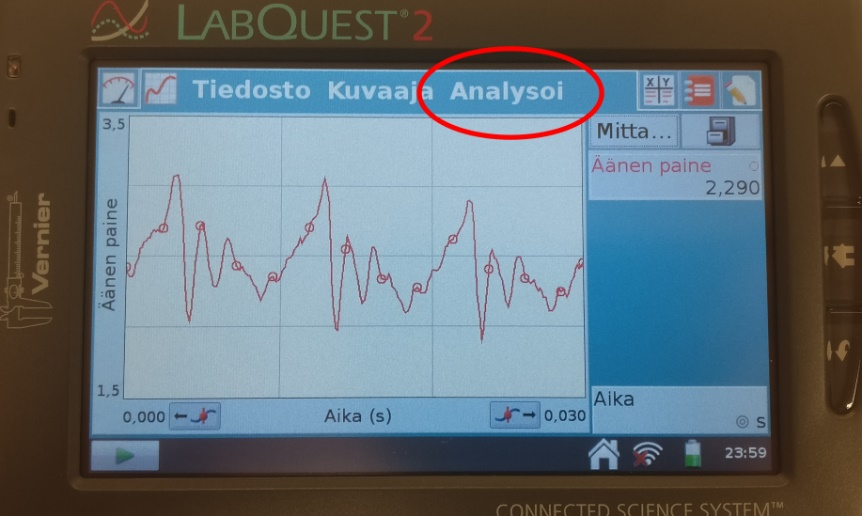 LABQUEST® 2
Tiedosto Kuvaaja Analysoi
X Y
3,5
Mitta...
Äänen paine
2,290
Äänen paine
Vernier
1,5
0,000
Aika (s)
0,030
Aika
s
23:59
CONNECTED SCIENCE SYSTEM™